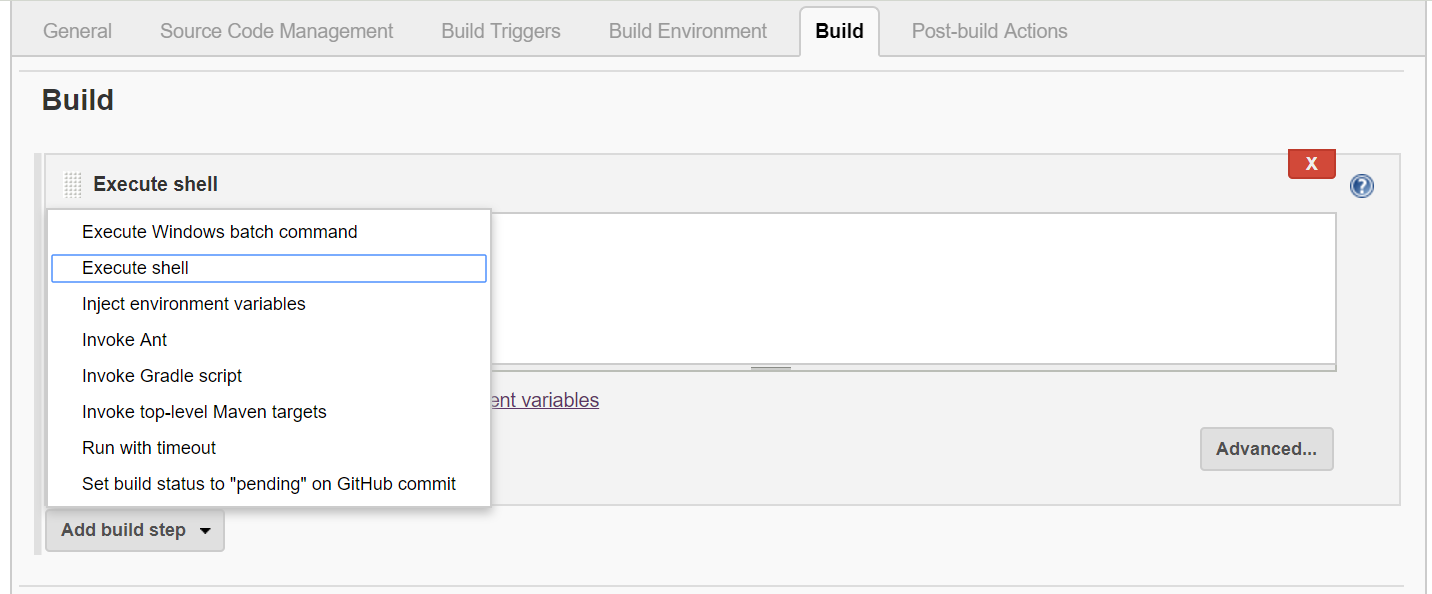 General Source Code Management Build Triggers Build Environment Build Post-build Actions
Build
X
Execute shell
Execute Windows batch command
Execute shell
Inject environment variables
Invoke Ant
Invoke Gradle script
Invoke top-level Maven targets
Run with timeout
Set build status to "pending" on GitHub commit
variables
Advanced...
Add build step